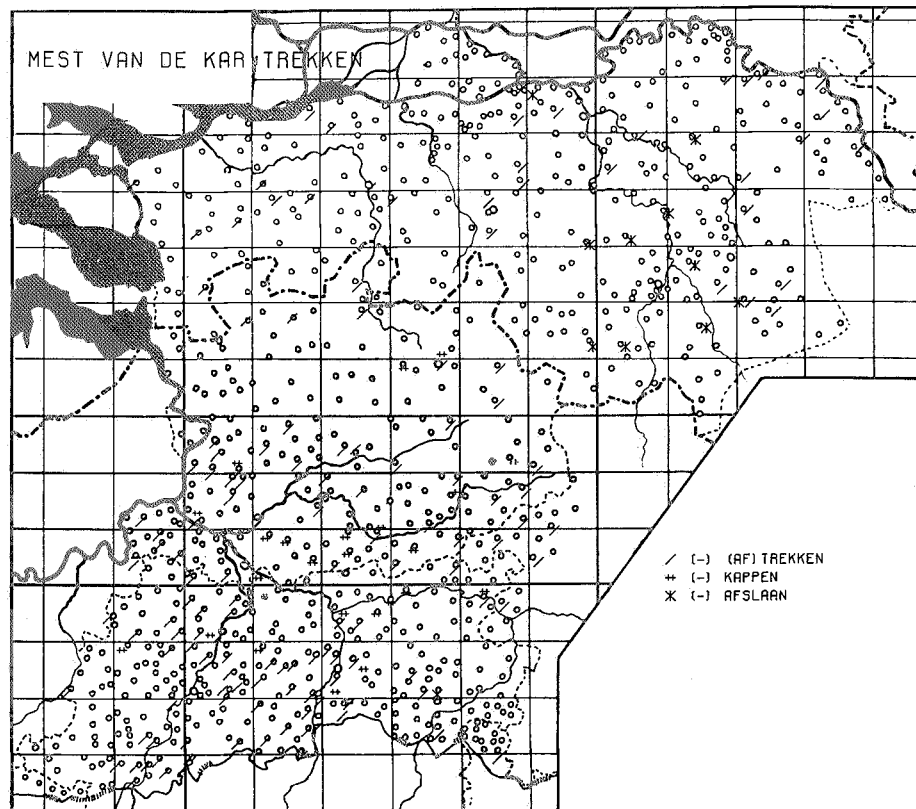 MEST VAN DE KAR TREKKEN
/ (-) (AF) TREKKEN
⧺ (-) KAPPEN
ж (-) AFSLAAN